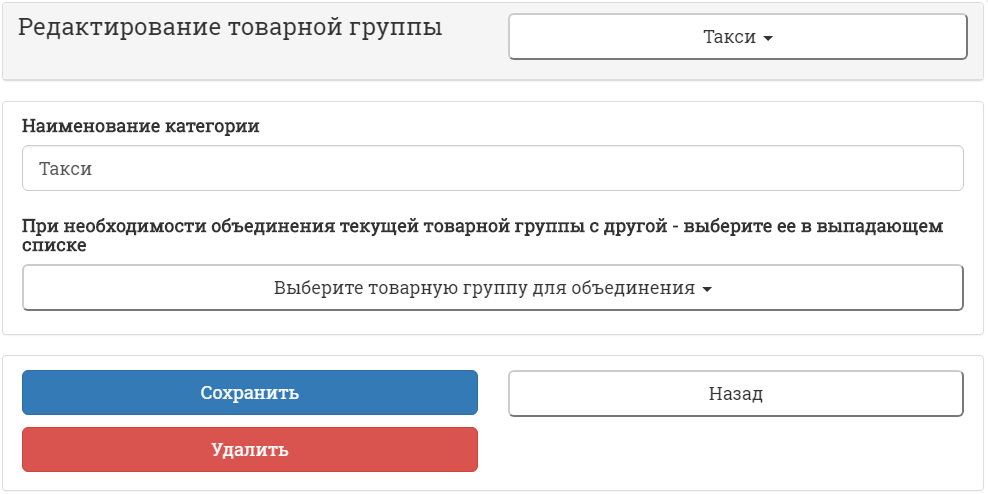 Редактирование товарной группы
Такси
Наименование категории
Такси
При необходимости объединения текущей товарной группы с другой - выберите ее в выпадающем
списке
Выберите товарную группу для объединения
Сохранить
Назад
Удалить